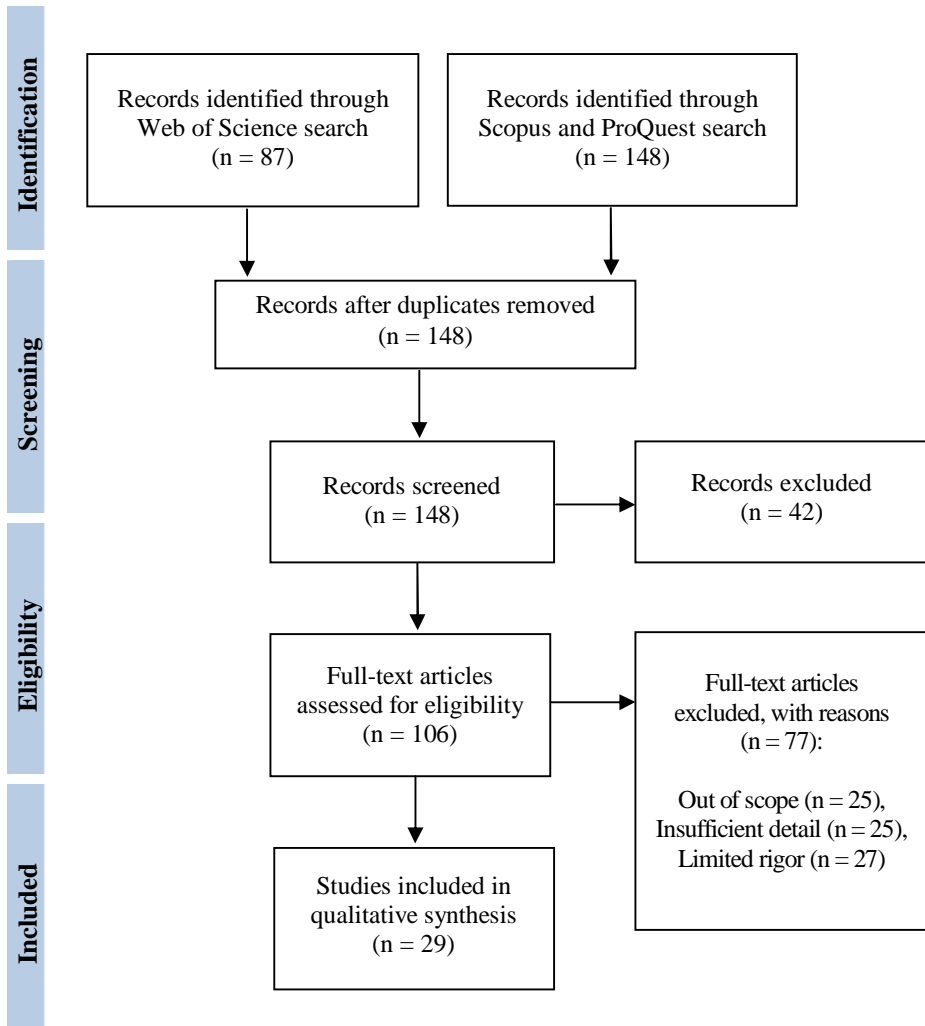 Identification
Records identified through
Web of Science search
(n = 87)
Records identified through
Scopus and ProQuest search
(n = 148)
Screening
Records after duplicates removed
(n = 148)
Records screened
(n = 148)
Records excluded
(n = 42)
Eligibility
Full-text articles
assessed for eligibility
(n = 106)
Full-text articles
excluded, with reasons
(n = 77):
Out of scope (n = 25),
Insufficient detail (n = 25),
Limited rigor (n = 27)
Included
Studies included in
qualitative synthesis
(n = 29)